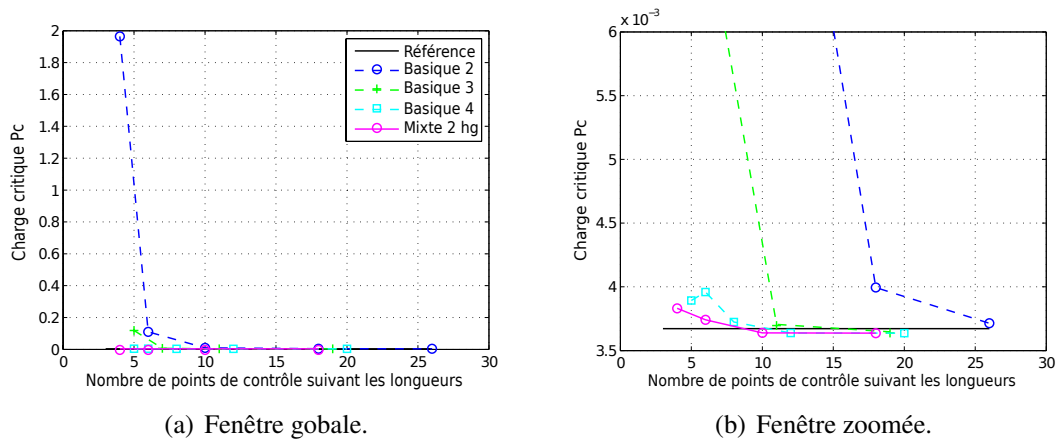 2
1.8
1.6
1.4
1.2
1
0.8
0.6
0.4
0.2
0
0 5 10 15 20 25 30
Charge critique Pc
Nombre de points de contrôle suivant les longueurs
Référence
Basique 2
Basique 3
Basique 4
Mixte 2 hg
(a) Fenêtre gobale.
x 10⁻³
6
5.5
5
4.5
4
3.5
0 5 10 15 20 25 30
Charge critique Pc
Nombre de points de contrôle suivant les longueurs
(b) Fenêtre zoomée.